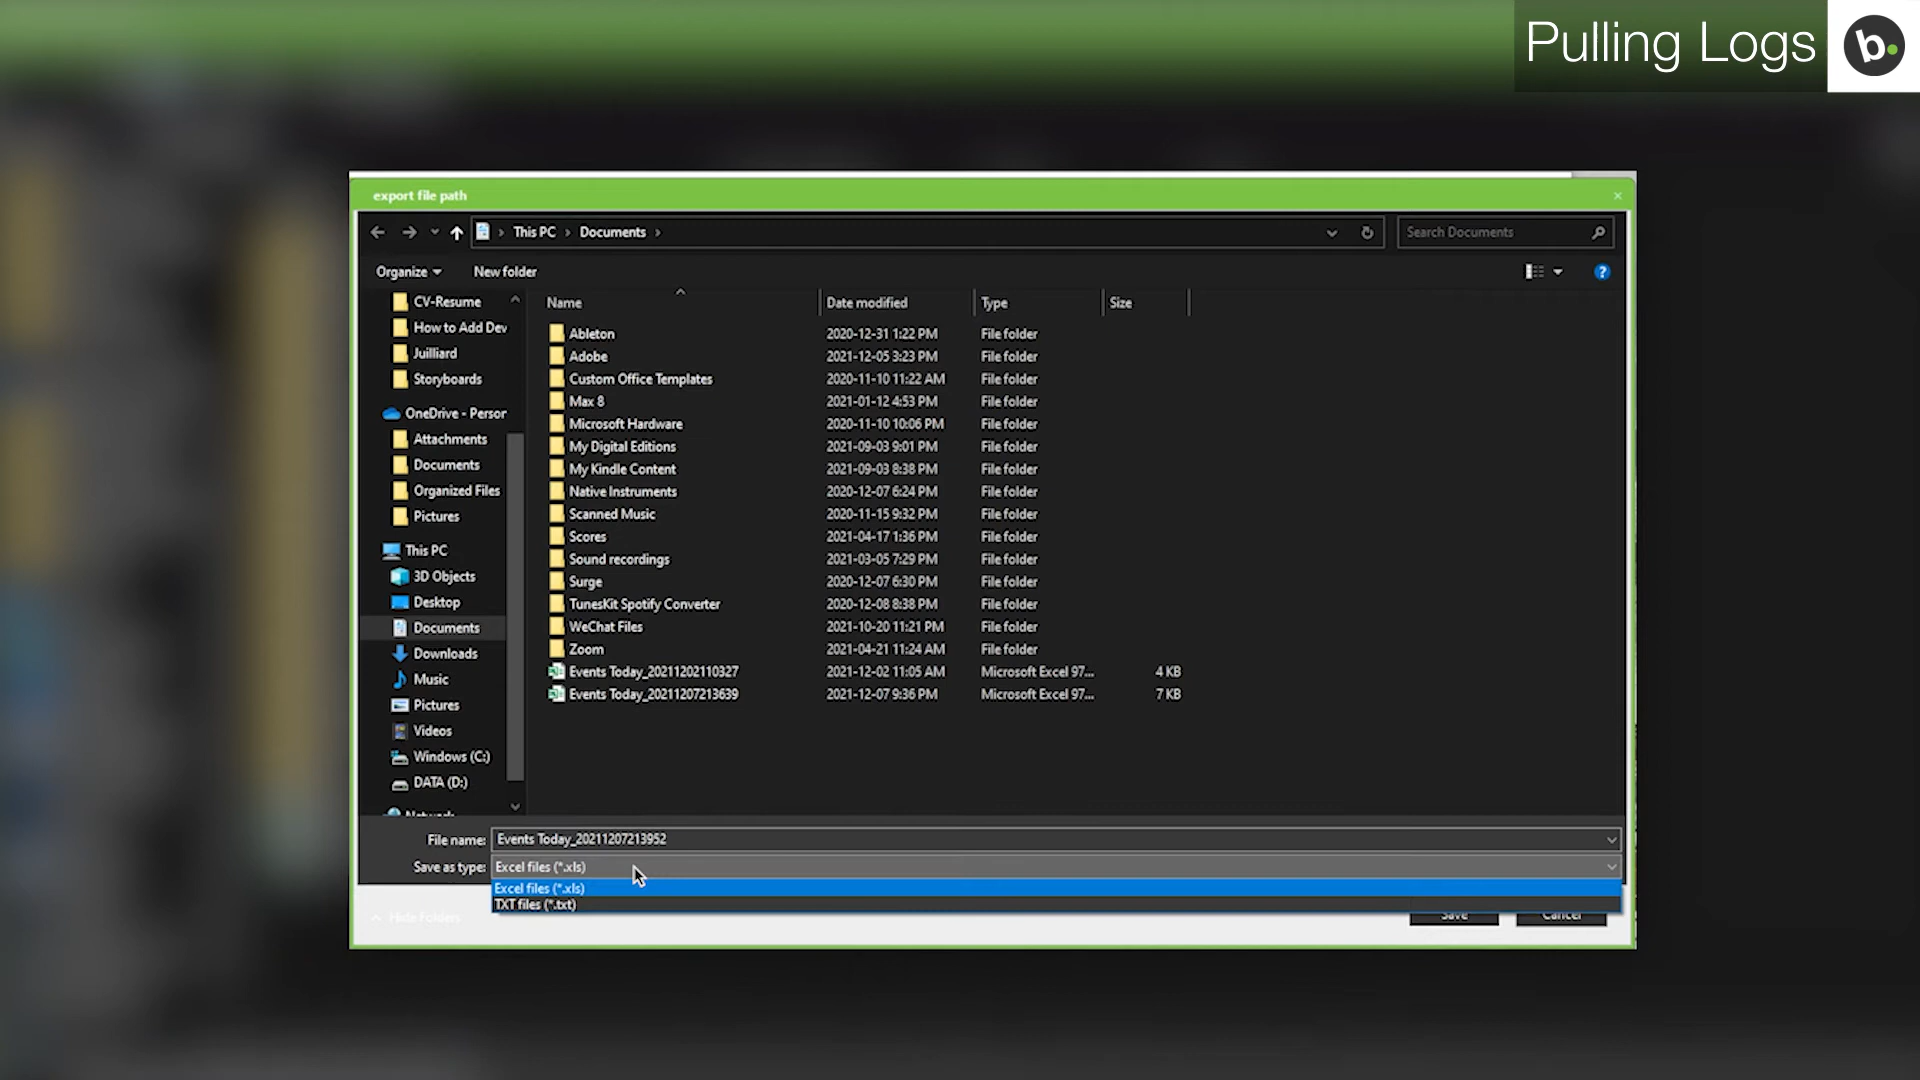 Pulling Logs
b.
export file path
This PC > Documents >
Search Documents
Organize
New folder
CV-Resume
How to Add Dev
Juilliard
Storyboards
OneDrive - Person
Attachments
Documents
Organized Files
Pictures
This PC
3D Objects
Desktop
Documents
Downloads
Music
Pictures
Videos
Windows (C:)
DATA (D:)
Network
Name Date modified Type Size
Ableton 2020-12-31 1:22 PM File folder
Adobe 2021-12-05 3:23 PM File folder
Custom Office Templates 2020-11-10 11:22 AM File folder
Max 8 2021-01-12 4:53 PM File folder
Microsoft Hardware 2020-11-10 10:06 PM File folder
My Digital Editions 2021-09-03 9:01 PM File folder
My Kindle Content 2021-09-03 8:38 PM File folder
Native Instruments 2020-12-07 6:24 PM File folder
Scanned Music 2020-11-15 9:32 PM File folder
Scores 2021-04-17 1:36 PM File folder
Sound recordings 2021-03-05 7:29 PM File folder
Surge 2020-12-07 6:30 PM File folder
TunesKit Spotify Converter 2020-12-08 8:38 PM File folder
WeChat Files 2021-10-20 11:21 PM File folder
Zoom 2021-04-21 11:24 AM File folder
Events Today_20211202110327 2021-12-02 11:05 AM Microsoft Excel 97... 4 KB
Events Today_20211207213639 2021-12-07 9:36 PM Microsoft Excel 97... 7 KB
File name: Events Today_20211207213952
Save as type: Excel files (*.xls)
Excel files (*.xls)
TXT files (*.txt)
Hide Folders
Save
Cancel